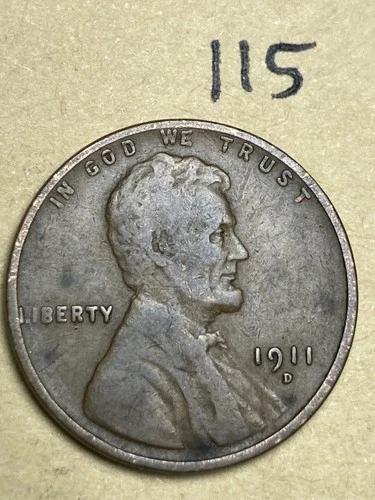 115
IN GOD WE TRUST
LIBERTY
1911
D